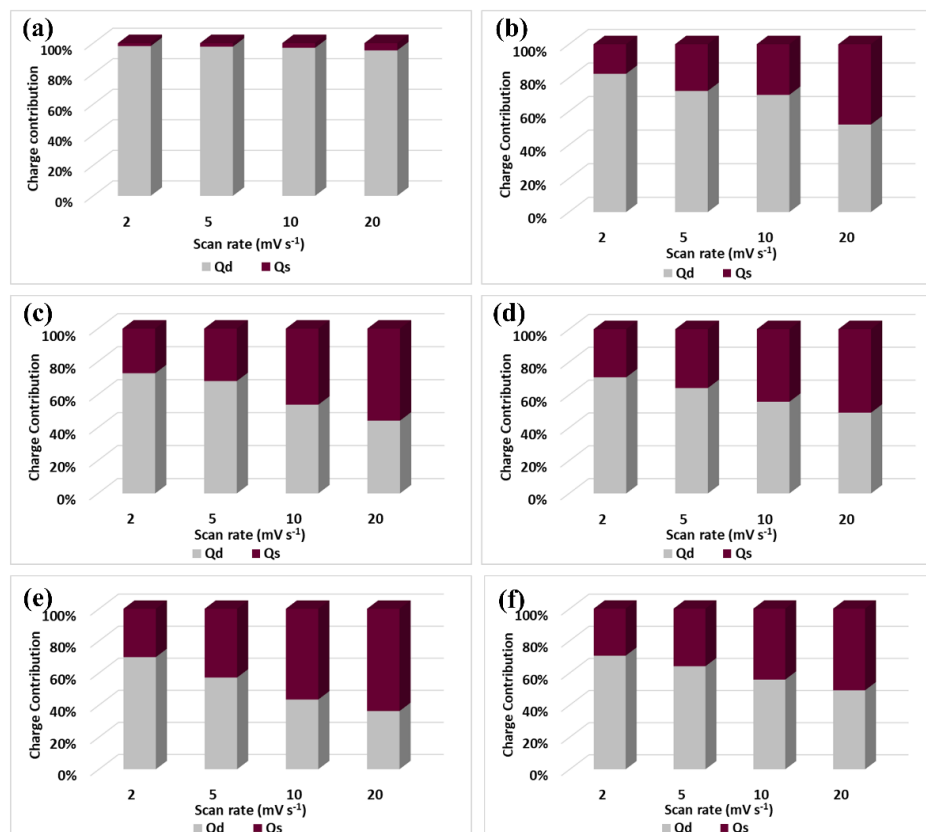 (a)
100%
80%
60%
40%
20%
0%
Charge contribution
2 5 10 20
Scan rate (mV s⁻¹)
Qd Qs
(b)
100%
80%
60%
40%
20%
0%
Charge Contribution
2 5 10 20
Scan rate (mV s⁻¹)
Qd Qs
(c)
100%
80%
60%
40%
20%
0%
Charge Contribution
2 5 10 20
Scan rate (mV s⁻¹)
Qd Qs
(d)
100%
80%
60%
40%
20%
0%
Charge Contribution
2 5 10 20
Scan rate (mV s⁻¹)
Qd Qs
(e)
100%
80%
60%
40%
20%
0%
Charge Contribution
2 5 10 20
Scan rate (mV s⁻¹)
Qd Qs
(f)
100%
80%
60%
40%
20%
0%
Charge Contribution
2 5 10 20
Scan rate (mV s⁻¹)
Qd Qs